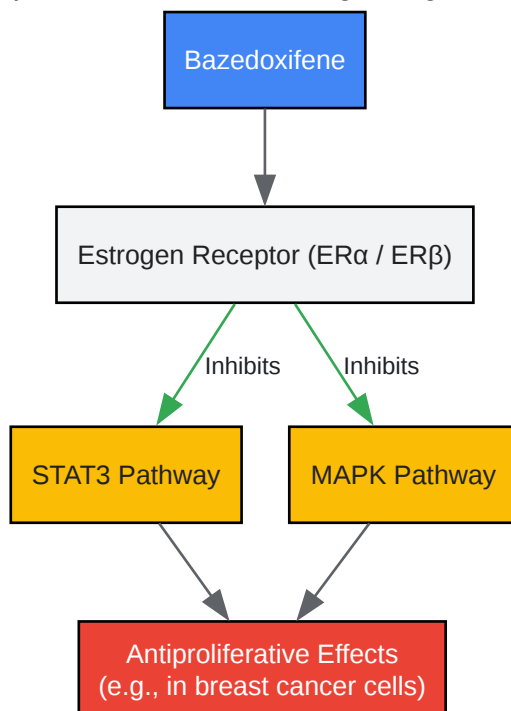 Bazedoxifene
Estrogen Receptor (ERα / ERβ)
Inhibits Inhibits
STAT3 Pathway MAPK Pathway
Antiproliferative Effects
(e.g., in breast cancer cells)